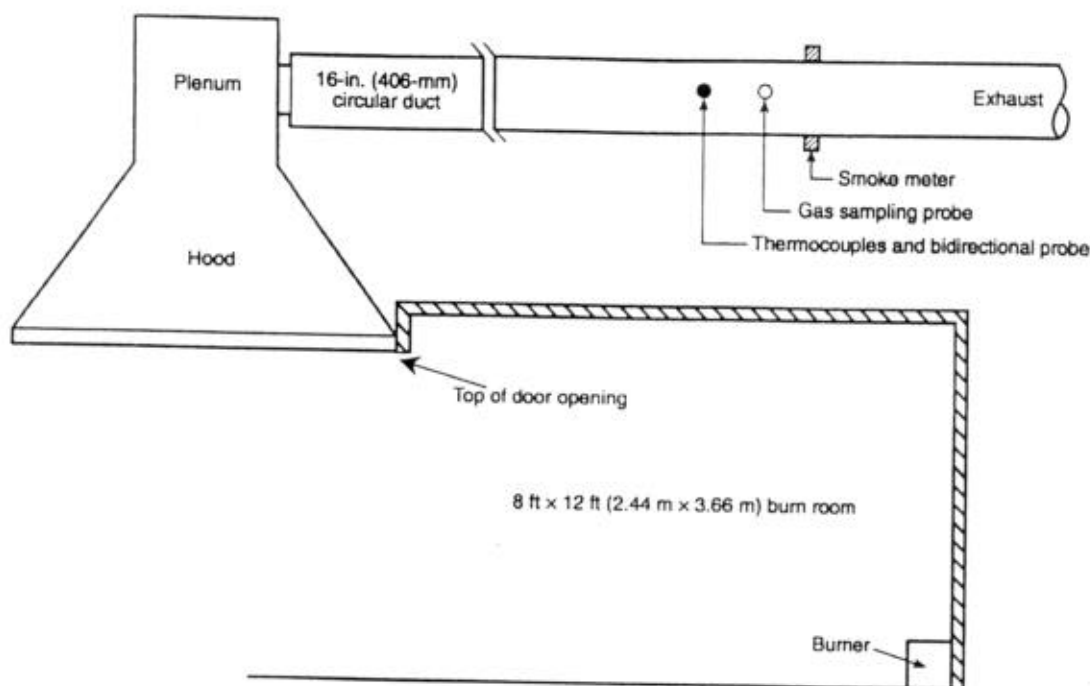 Plenum
16-in. (406-mm)
circular duct
Exhaust
Smoke meter
Gas sampling probe
Thermocouples and bidirectional probe
Hood
Top of door opening
8 ft × 12 ft (2.44 m × 3.66 m) burn room
Burner